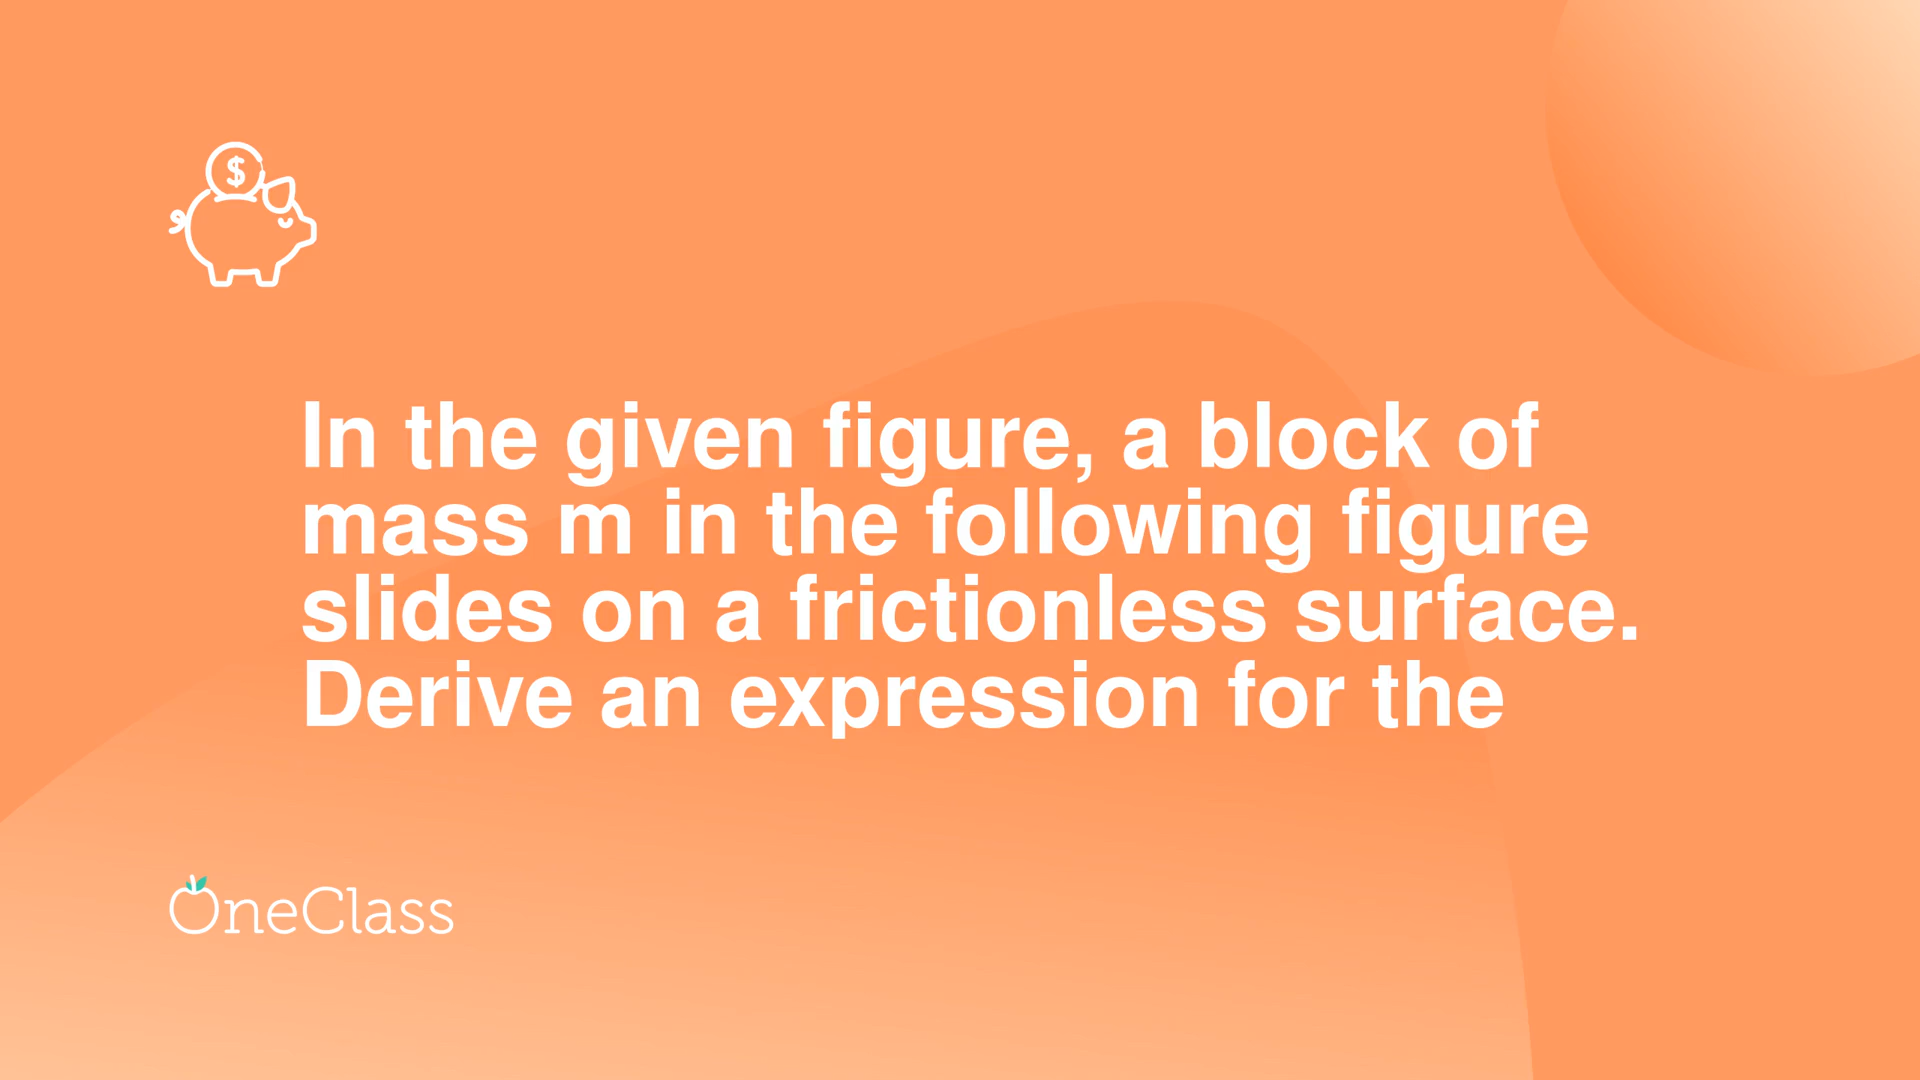 $
In the given figure, a block of
mass m in the following figure
slides on a frictionless surface.
Derive an expression for the
OneClass